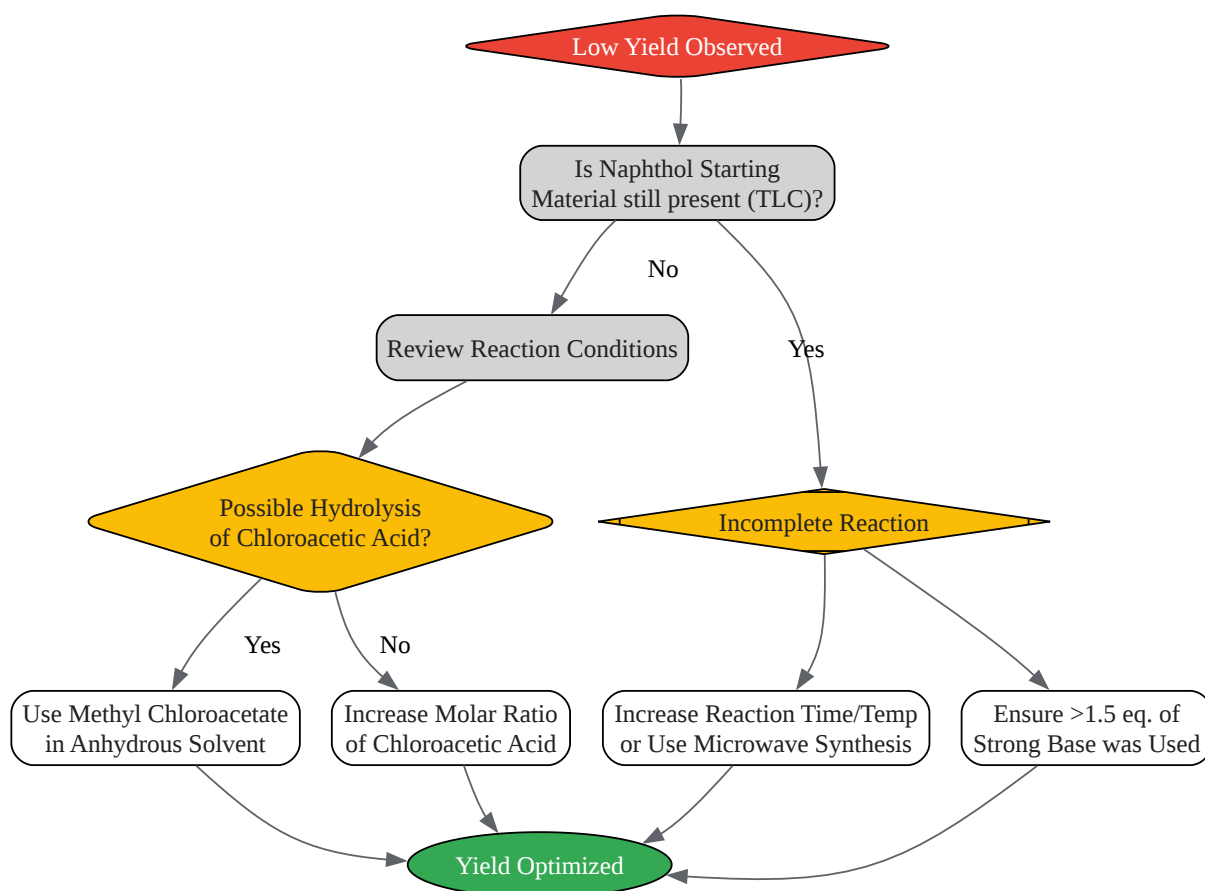 Low Yield Observed
Is Naphthol Starting
Material still present (TLC)?
No
Review Reaction Conditions
Yes
Possible Hydrolysis
of Chloroacetic Acid?
Incomplete Reaction
Yes
No
Use Methyl Chloroacetate
in Anhydrous Solvent
Increase Molar Ratio
of Chloroacetic Acid
Increase Reaction Time/Temp
or Use Microwave Synthesis
Ensure >1.5 eq. of
Strong Base was Used
Yield Optimized